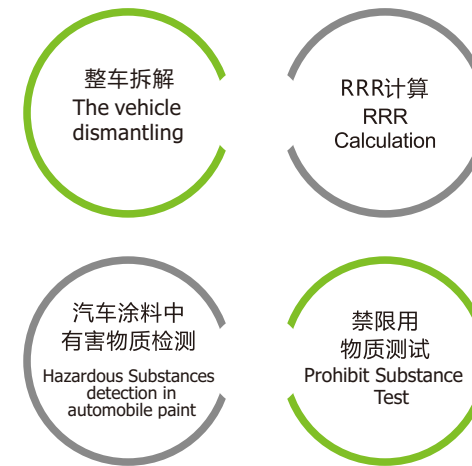 整车拆解
The vehicle
dismantling
RRR计算
RRR
Calculation
汽车涂料中
有害物质检测
Hazardous Substances
detection in
automobile paint
禁限用
物质测试
Prohibit Substance
Test